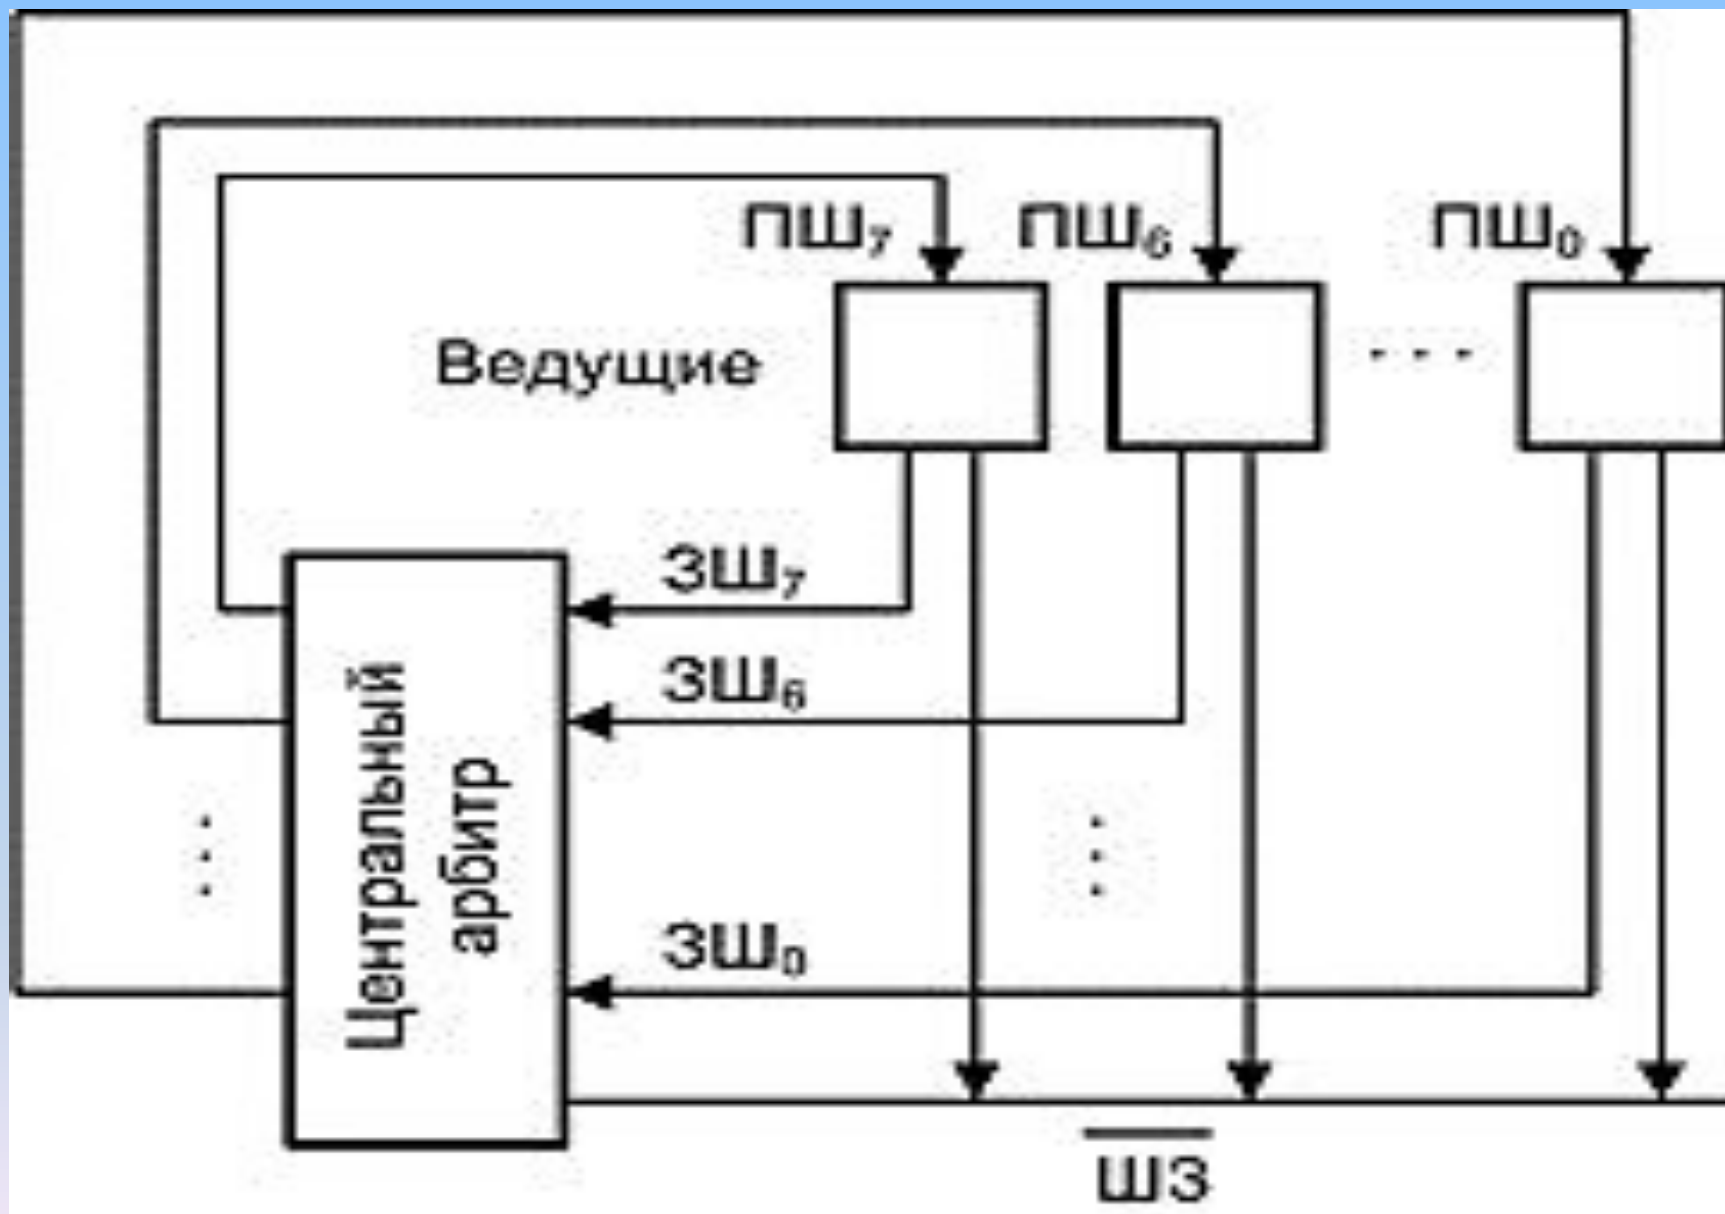 ПШ₇ ПШ₆ ПШ₀
Ведущие
ЗШ₇
ЗШ₆
Центральный
арбитр
ЗШ₀
ШЗ